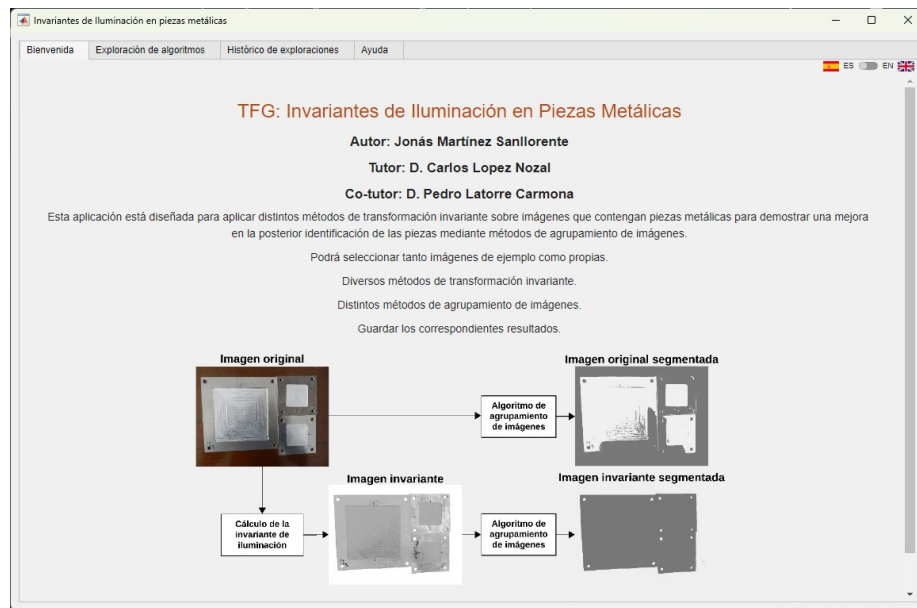 Invariantes de Iluminación en piezas metálicas
Bienvenida
Exploración de algoritmos
Histórico de exploraciones
Ayuda
ES
EN
TFG: Invariantes de Iluminación en Piezas Metálicas
Autor: Jonás Martínez Sanllorente
Tutor: D. Carlos Lopez Nozal
Co-tutor: D. Pedro Latorre Carmona
Esta aplicación está diseñada para aplicar distintos métodos de transformación invariante sobre imágenes que contengan piezas metálicas para demostrar una mejora
en la posterior identificación de las piezas mediante métodos de agrupamiento de imágenes.
Podrá seleccionar tanto imágenes de ejemplo como propias.
Diversos métodos de transformación invariante.
Distintos métodos de agrupamiento de imágenes.
Guardar los correspondientes resultados.
Imagen original
Imagen original segmentada
Algoritmo de
agrupamiento
de imágenes
Imagen invariante
Imagen invariante segmentada
Cálculo de la
invariante de
iluminación
Algoritmo de
agrupamiento
de imágenes